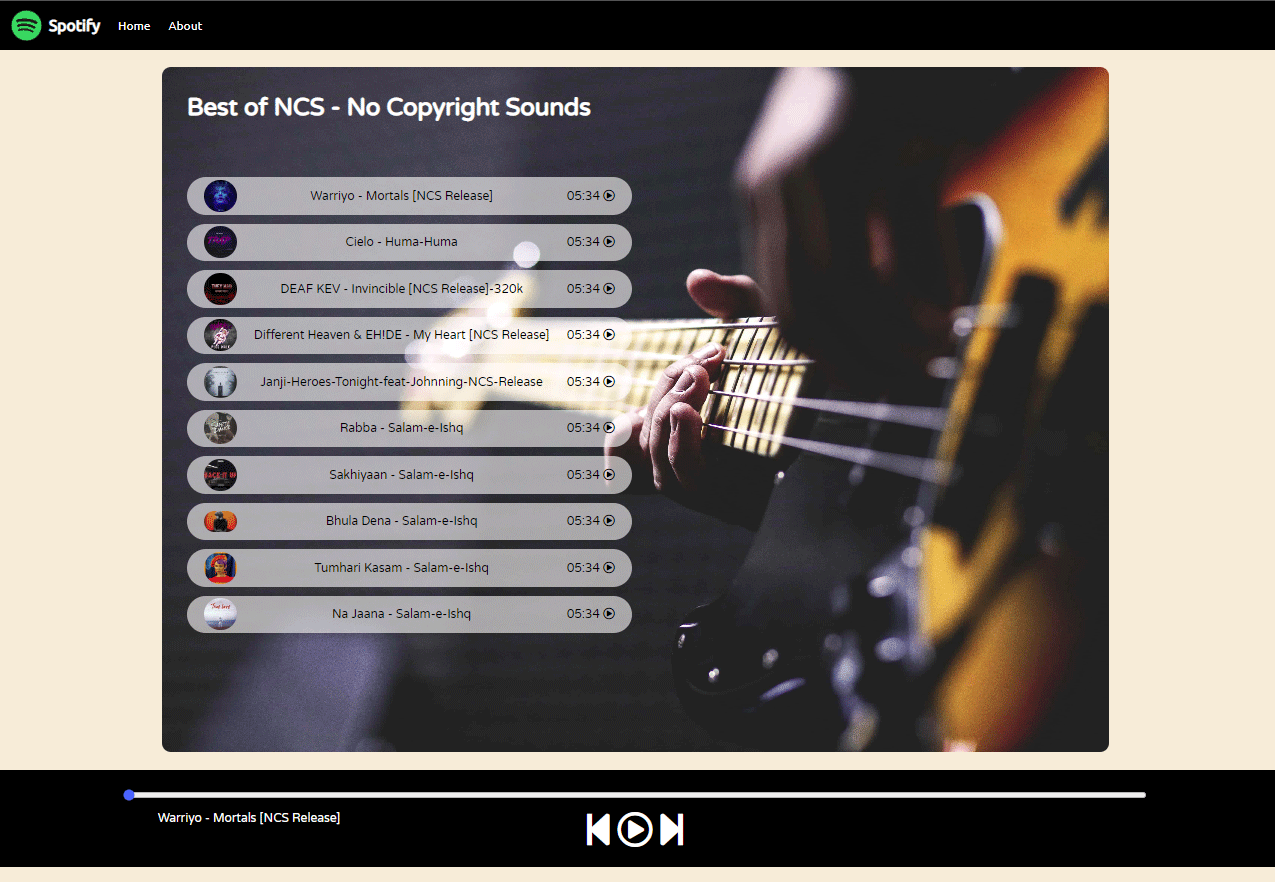 Spotify Home About
Best of NCS - No Copyright Sounds
Warriyo - Mortals [NCS Release] 05:34
Cielo - Huma-Huma 05:34
DEAF KEV - Invincible [NCS Release]-320k 05:34
Different Heaven & EH!DE - My Heart [NCS Release] 05:34
Janji-Heroes-Tonight-feat-Johnning-NCS-Release 05:34
Rabba - Salam-e-Ishq 05:34
Sakhiyaan - Salam-e-Ishq 05:34
Bhula Dena - Salam-e-Ishq 05:34
Tumhari Kasam - Salam-e-Ishq 05:34
Na Jaana - Salam-e-Ishq 05:34
Warriyo - Mortals [NCS Release]